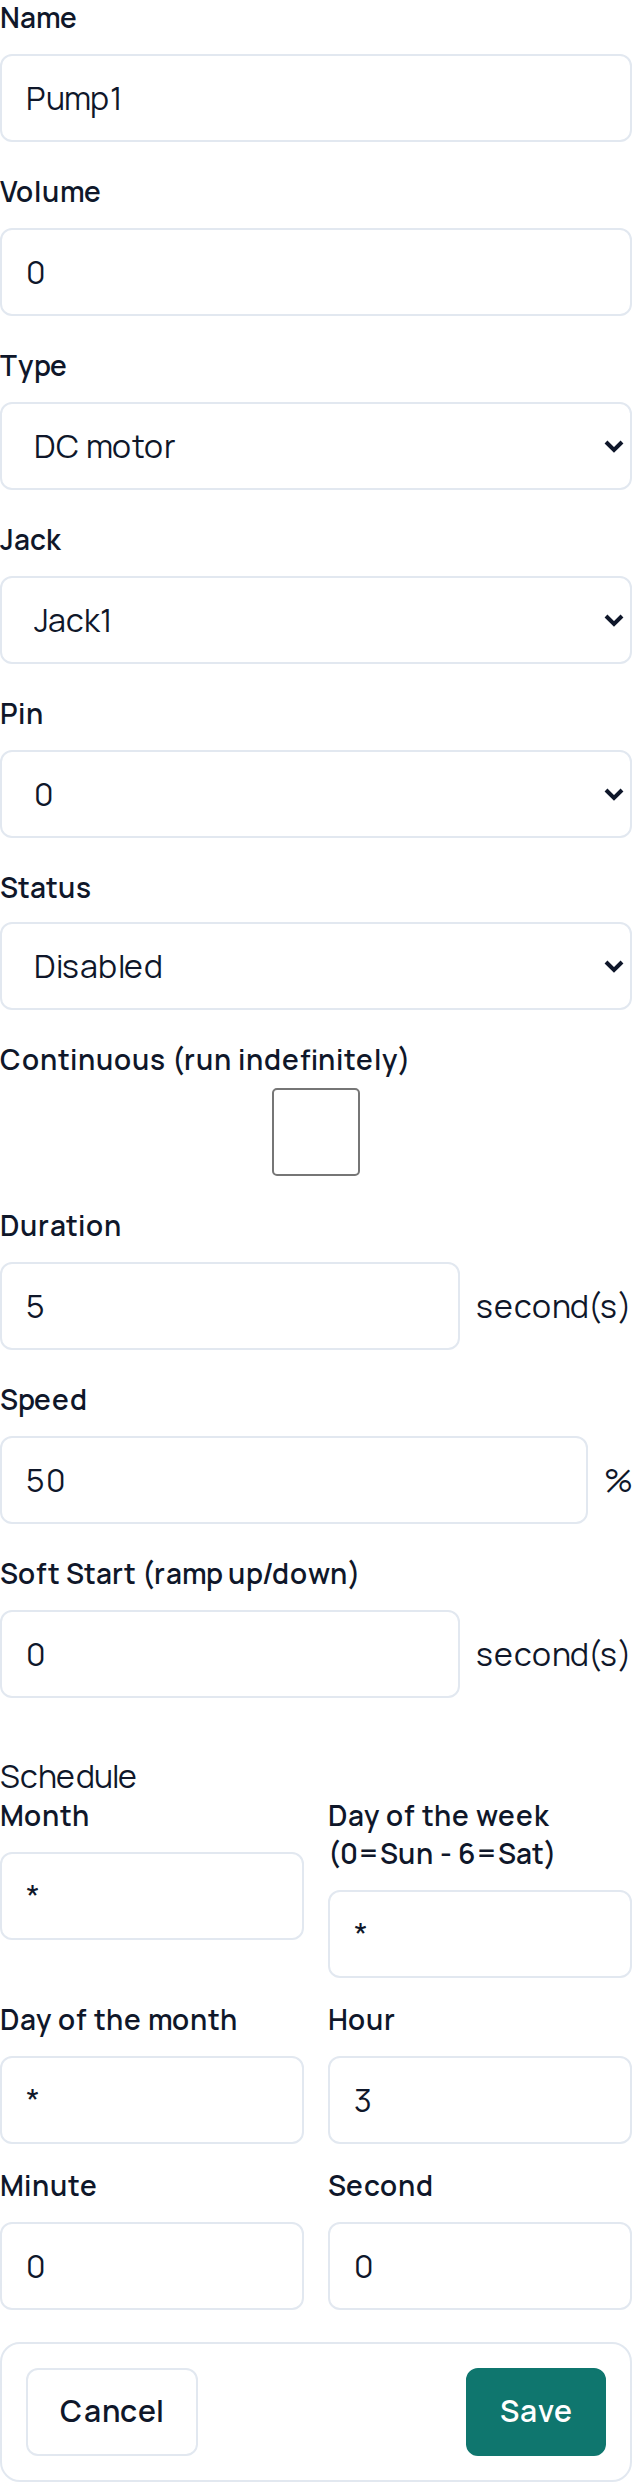 Name
Pump1
Volume
0
Type
DC motor
Jack
Jack1
Pin
0
Status
Disabled
Continuous (run indefinitely)
Duration
5 second(s)
Speed
50 %
Soft Start (ramp up/down)
0 second(s)
Schedule
Month
*
Day of the week
(0=Sun - 6=Sat)
*
Day of the month
*
Hour
3
Minute
0
Second
0
Cancel
Save